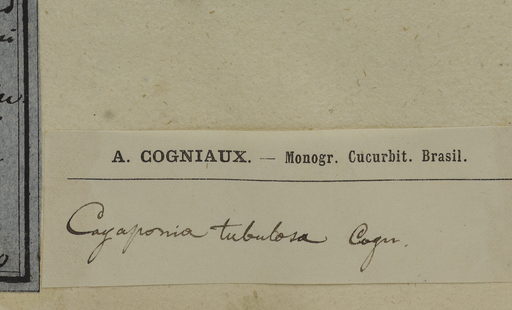 A. COGNIAUX. — Monogr. Cucurbit. Brasil.
Cayaponia tubulosa Cogn.